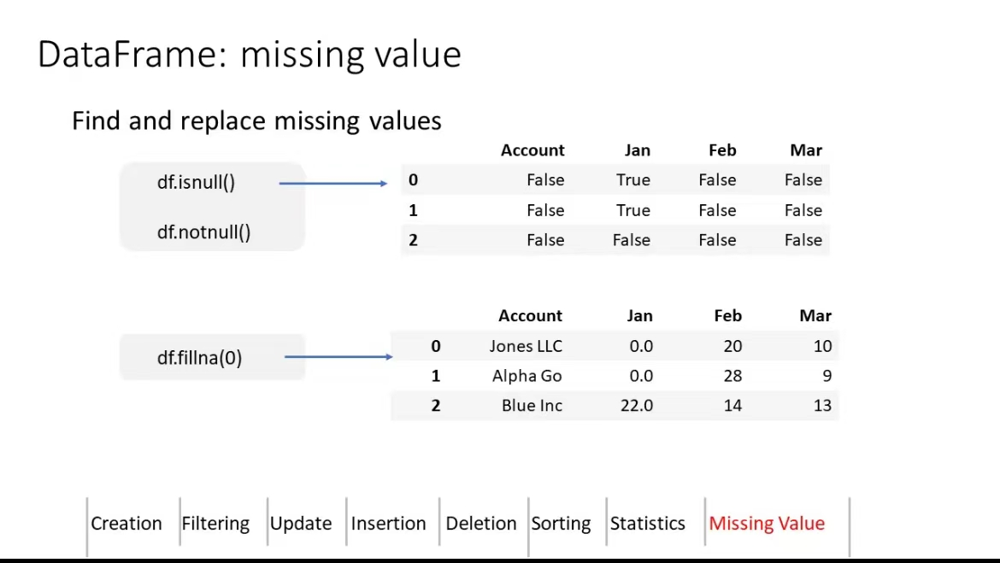 DataFrame: missing value
Find and replace missing values
df.isnull()
df.notnull()
Account Jan Feb Mar
0 False True False False
1 False True False False
2 False False False False
df.fillna(0)
Account Jan Feb Mar
0 Jones LLC 0.0 20 10
1 Alpha Go 0.0 28 9
2 Blue Inc 22.0 14 13
Creation Filtering Update Insertion Deletion Sorting Statistics Missing Value